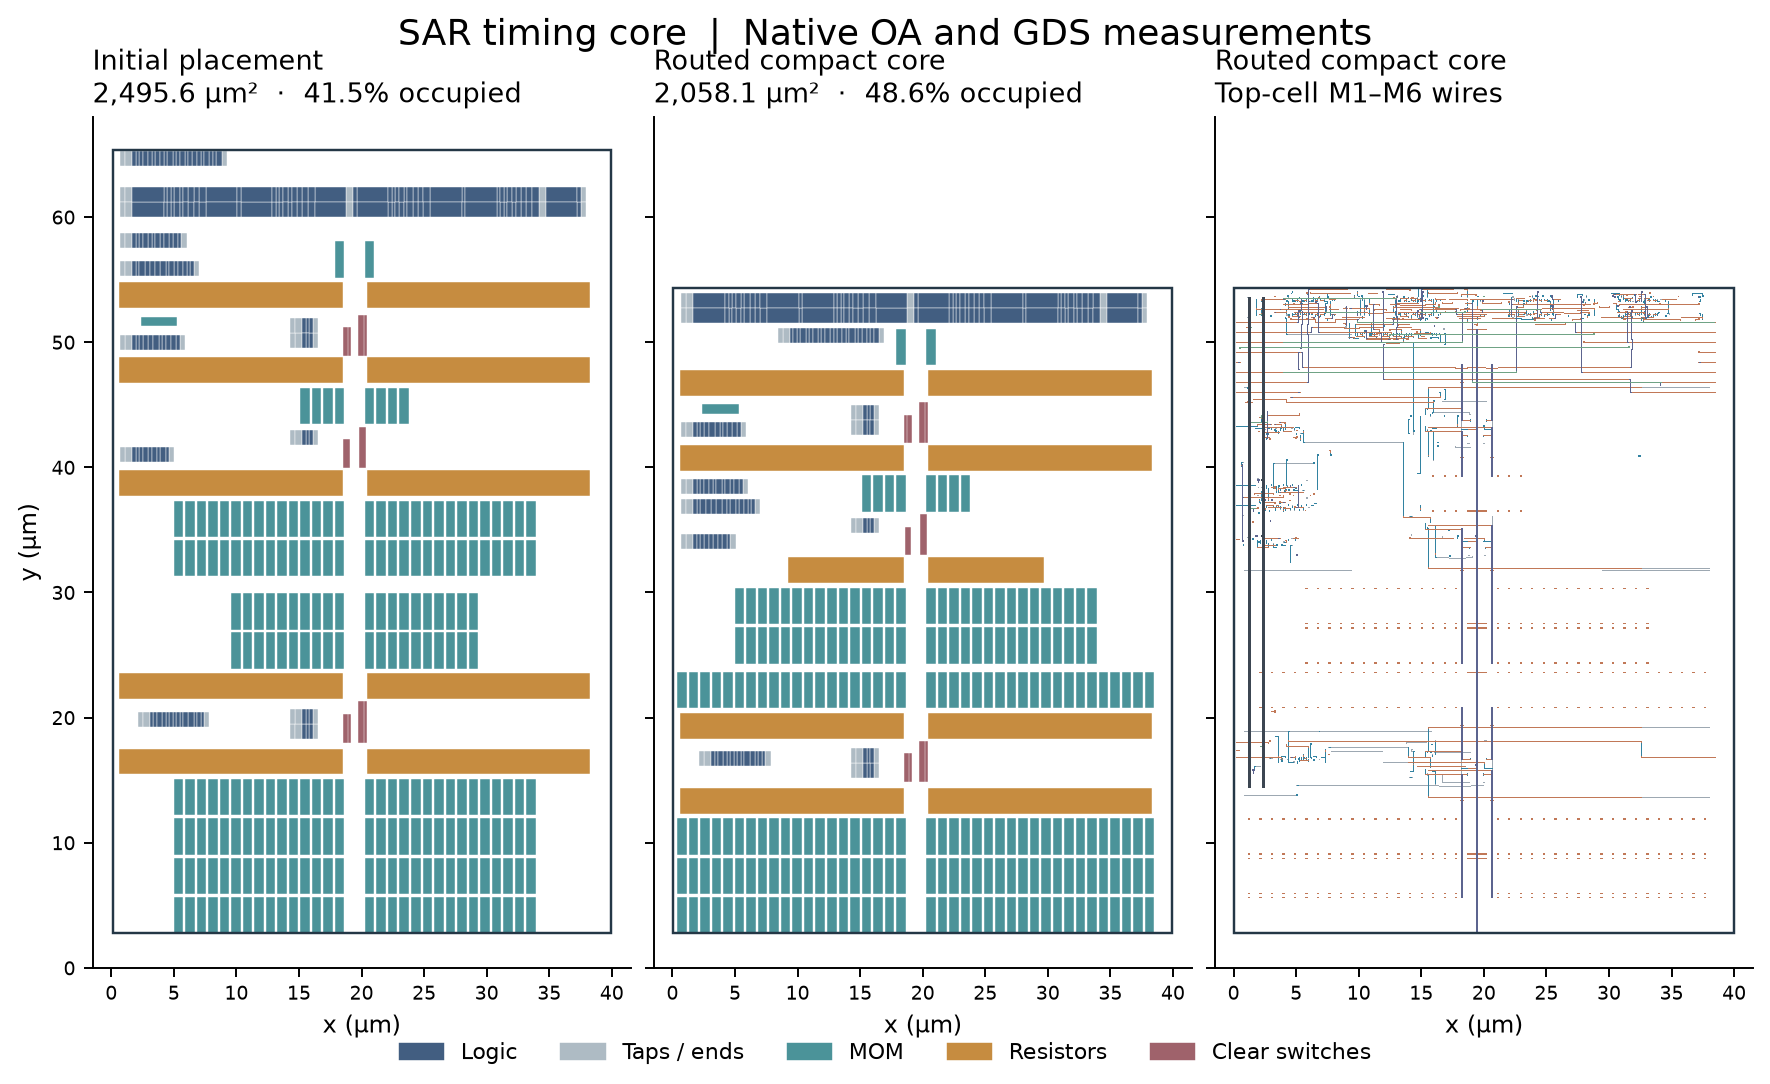 SAR timing core | Native OA and GDS measurements
Initial placement
2,495.6 µm² · 41.5% occupied
Routed compact core
2,058.1 µm² · 48.6% occupied
Routed compact core
Top-cell M1–M6 wires
y (µm)
60
50
40
30
20
10
0
0 5 10 15 20 25 30 35 40
0 5 10 15 20 25 30 35 40
0 5 10 15 20 25 30 35 40
x (µm)
x (µm)
x (µm)
Logic
Taps / ends
MOM
Resistors
Clear switches